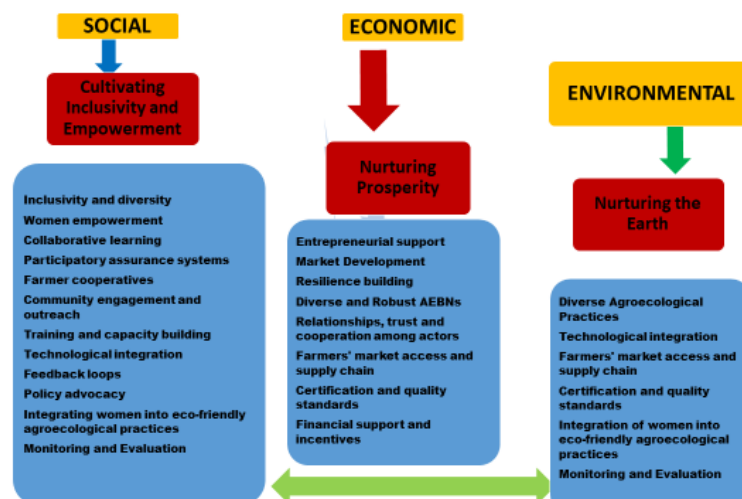 SOCIAL
Cultivating
Inclusivity and
Empowerment
Inclusivity and diversity
Women empowerment
Collaborative learning
Participatory assurance systems
Farmer cooperatives
Community engagement and
outreach
Training and capacity building
Technological integration
Feedback loops
Policy advocacy
Integrating women into eco-friendly
agroecological practices
Monitoring and Evaluation
ECONOMIC
Nurturing
Prosperity
Entrepreneurial support
Market Development
Resilience building
Diverse and Robust AEBNs
Relationships, trust and
cooperation among actors
Farmers' market access and
supply chain
Certification and quality
standards
Financial support and
incentives
ENVIRONMENTAL
Nurturing the
Earth
Diverse Agroecological
Practices
Technological integration
Farmers' market access and
supply chain
Certification and quality
standards
Integration of women into
eco-friendly agroecological
practices
Monitoring and Evaluation